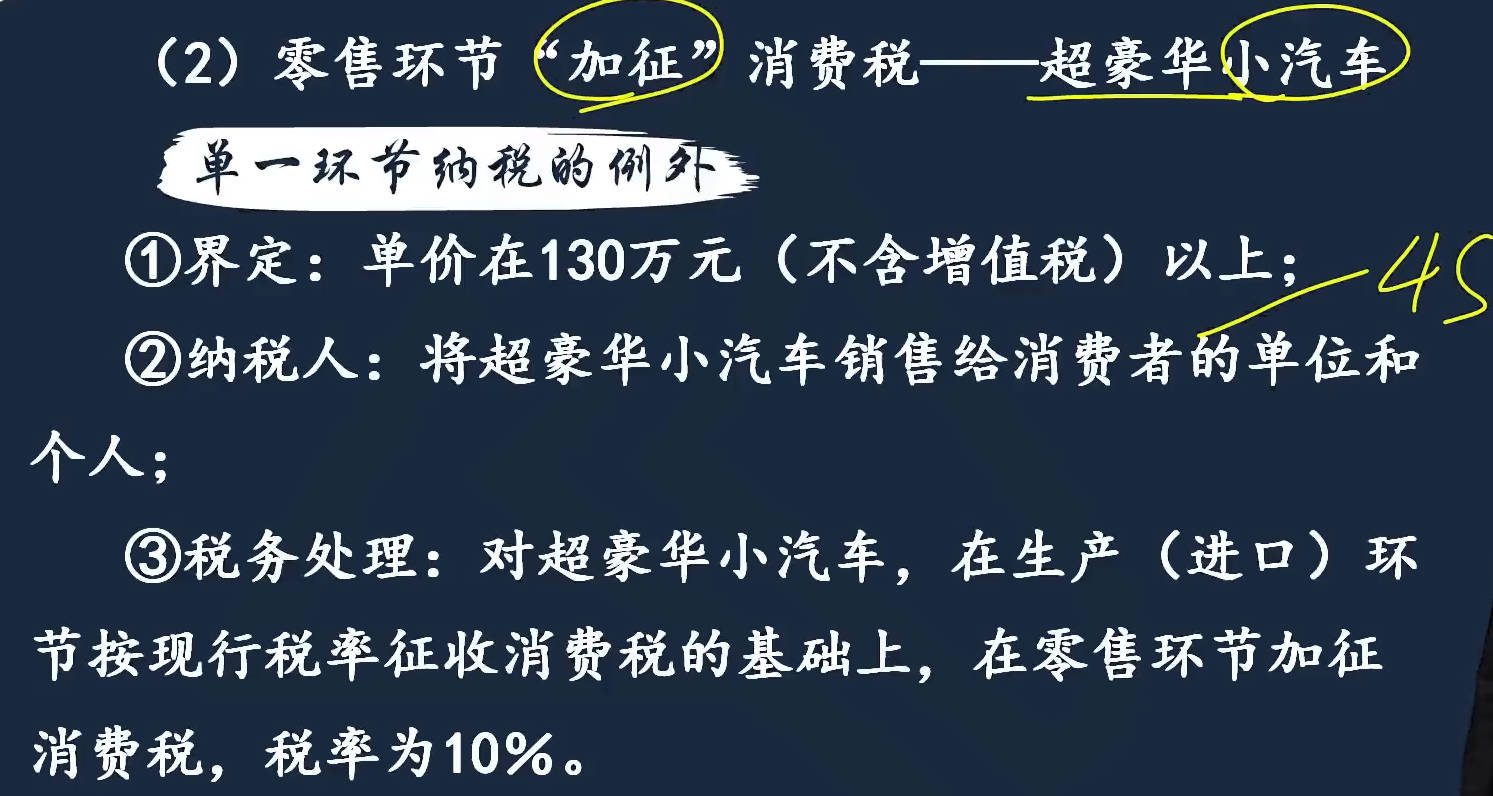 (2)零售环节“加征”消费税——超豪华小汽车
单一环节纳税的例外
①界定：单价在130万元（不含增值税）以上；
4S
②纳税人：将超豪华小汽车销售给消费者的单位和
个人；
③税务处理：对超豪华小汽车，在生产（进口）环
节按现行税率征收消费税的基础上，在零售环节加征
消费税，税率为10%。